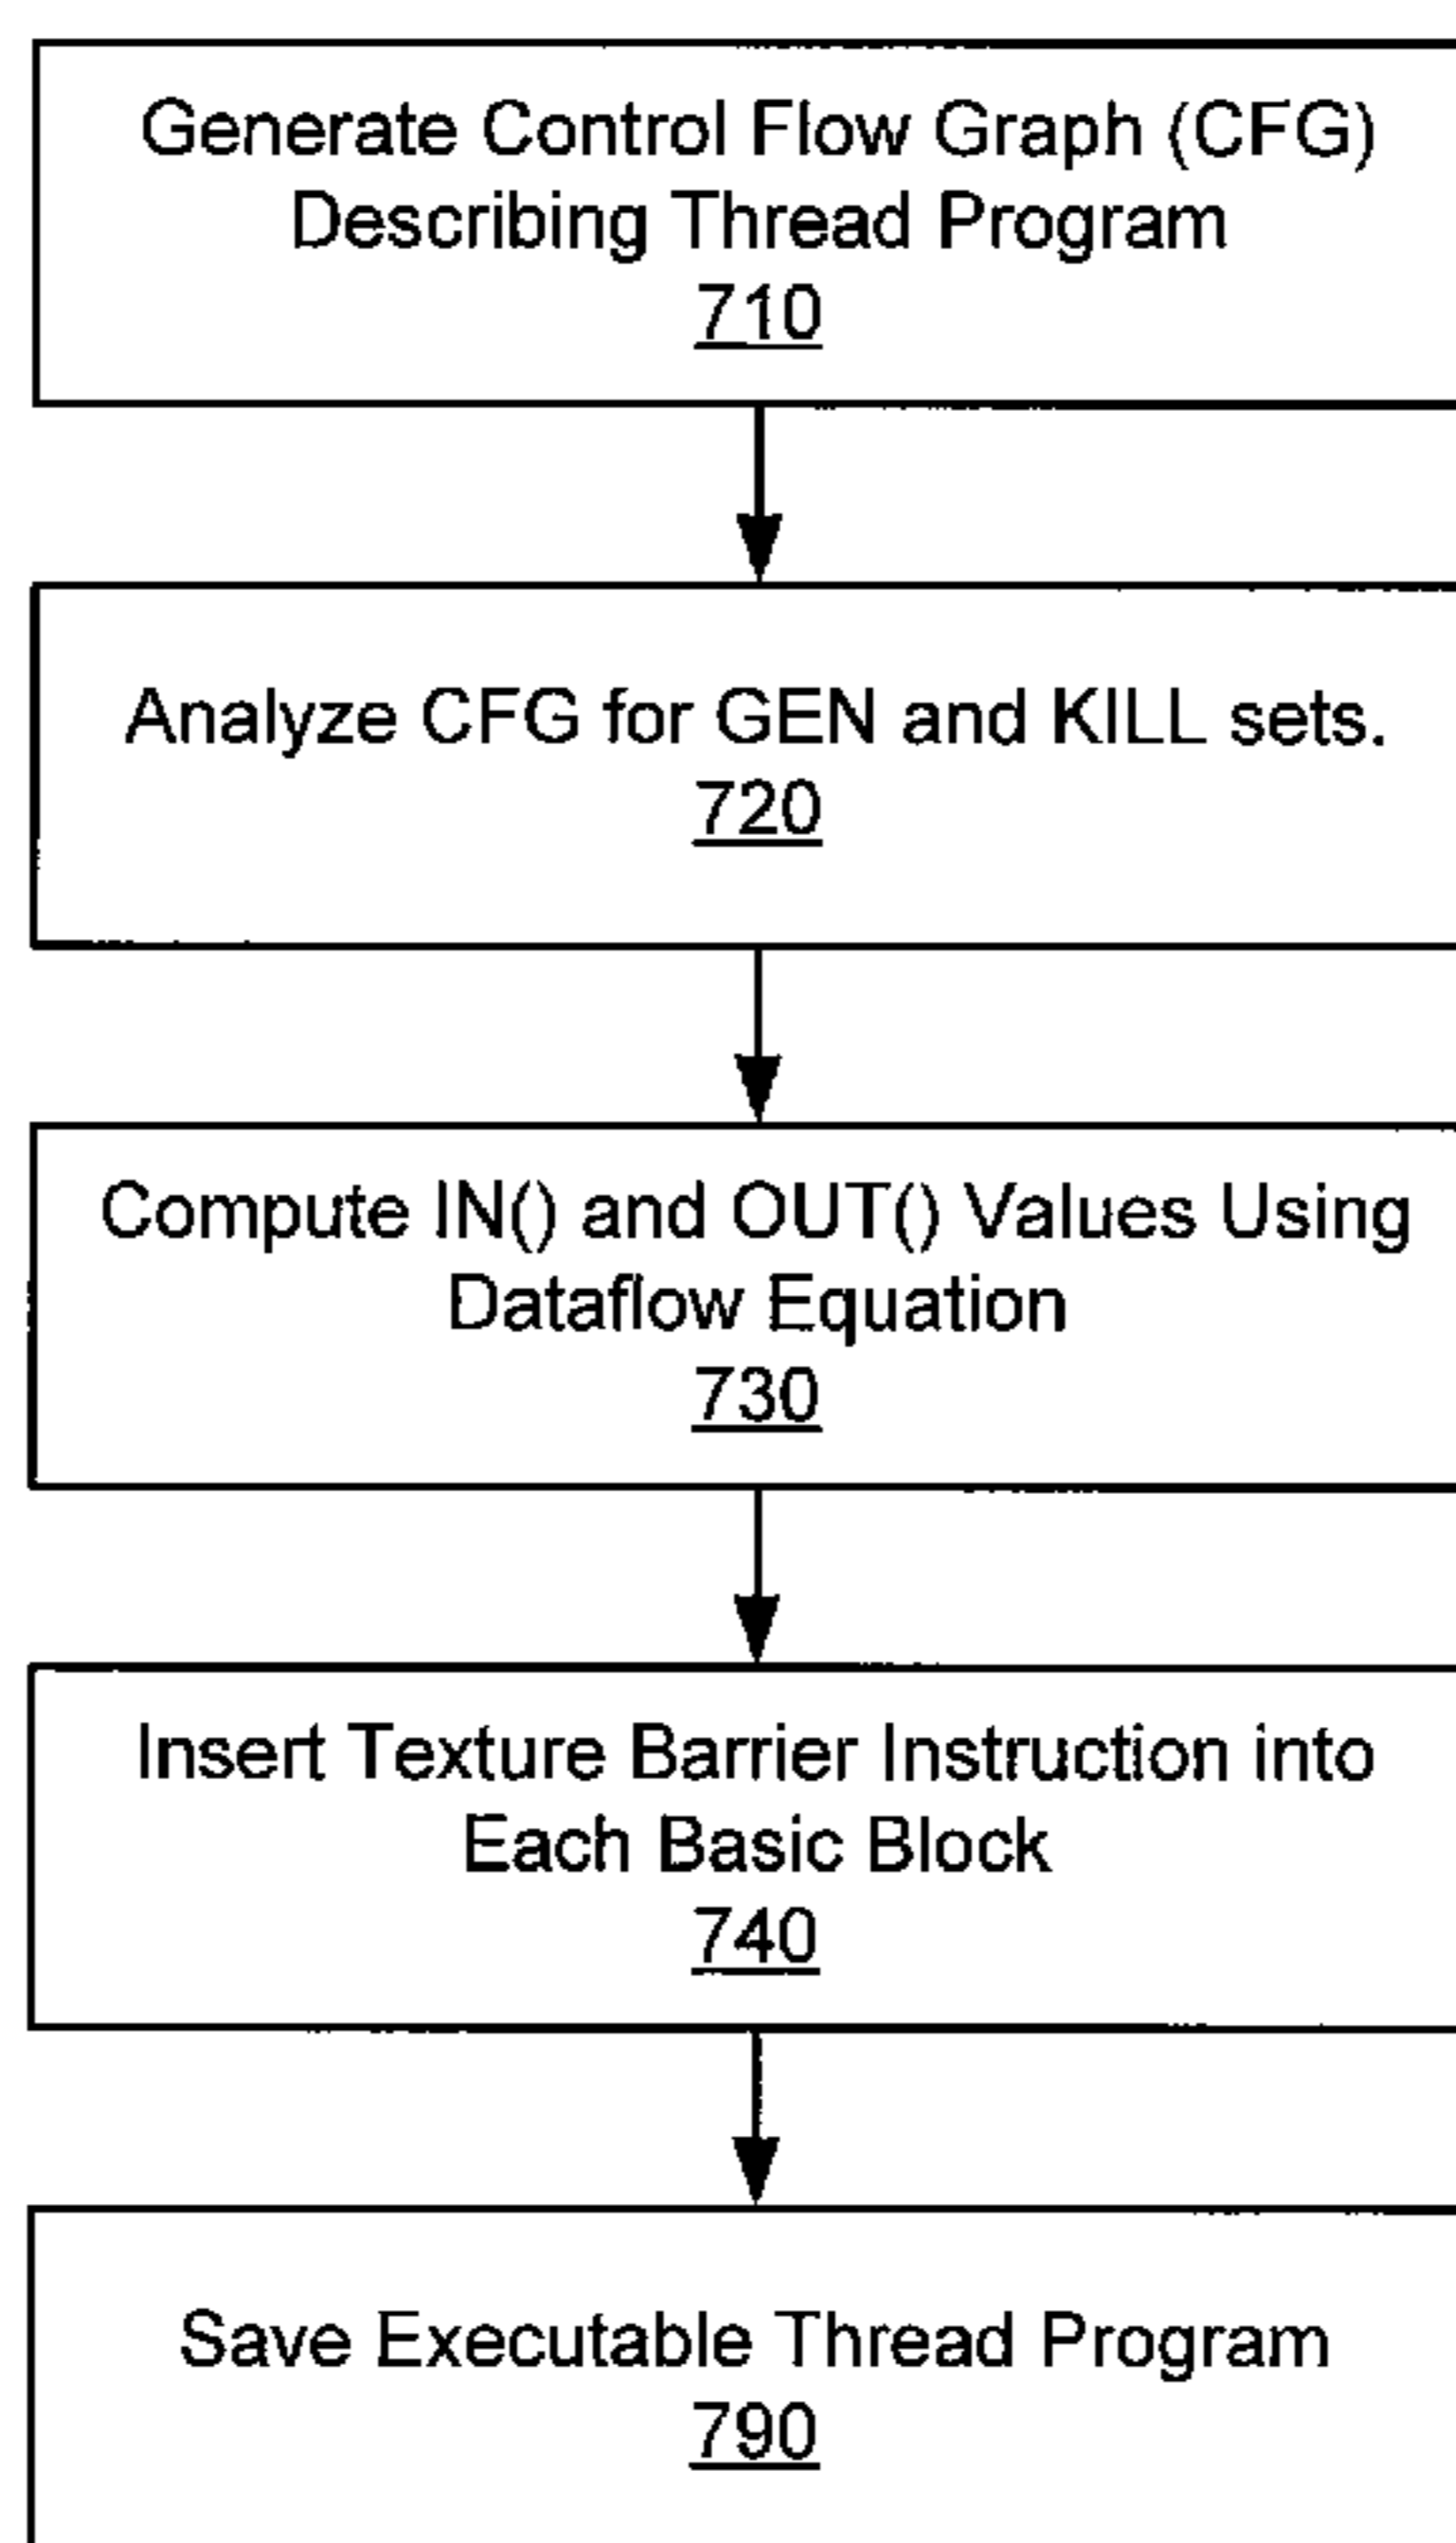 Generate Control Flow Graph (CFG)
Describing Thread Program
710
Analyze CFG for GEN and KILL sets.
720
Compute IN() and OUT() Values Using
Dataflow Equation
730
Insert Texture Barrier Instruction into
Each Basic Block
740
Save Executable Thread Program
790